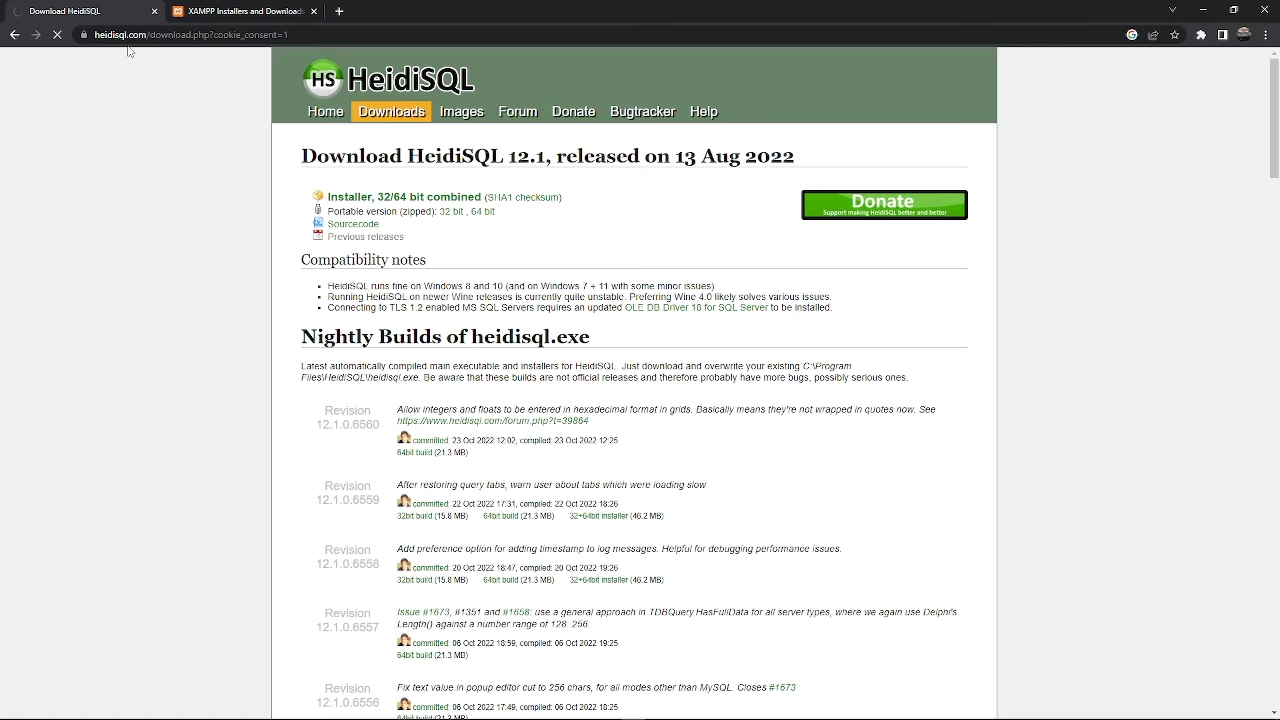 Download HeidiSQL
XAMPP Installers and Downloads
heidisql.com/download.php?cookie_consent=1
HS HeidiSQL
Home Downloads Images Forum Donate Bugtracker Help
Download HeidiSQL 12.1, released on 13 Aug 2022
Installer, 32/64 bit combined (SHA1 checksum)
Portable version (zipped): 32 bit , 64 bit
Sourcecode
Previous releases
Donate
Support making HeidiSQL better and better
Compatibility notes
HeidiSQL runs fine on Windows 8 and 10 (and on Windows 7 + 11 with some minor issues)
Running HeidiSQL on newer Wine releases is currently quite unstable. Preferring Wine 4.0 likely solves various issues.
Connecting to TLS 1.2 enabled MS SQL Servers requires an updated OLE DB Driver 18 for SQL Server to be installed.
Nightly Builds of heidisql.exe
Latest automatically compiled main executable and installers for HeidiSQL. Just download and overwrite your existing C:\Program
Files\HeidiSQL\heidisql.exe. Be aware that these builds are not official releases and therefore probably have more bugs, possibly serious ones.
Revision
12.1.0.6560
Allow integers and floats to be entered in hexadecimal format in grids. Basically means they're not wrapped in quotes now. See
https://www.heidisql.com/forum.php?t=39864
committed: 23 Oct 2022 12:02, compiled: 23 Oct 2022 12:25
64bit build (21.3 MB)
Revision
12.1.0.6559
After restoring query tabs, warn user about tabs which were loading slow
committed: 22 Oct 2022 17:31, compiled: 22 Oct 2022 18:26
32bit build (15.8 MB) 64bit build (21.3 MB) 32+64bit installer (46.2 MB)
Revision
12.1.0.6558
Add preference option for adding timestamp to log messages. Helpful for debugging performance issues.
committed: 20 Oct 2022 18:47, compiled: 20 Oct 2022 19:26
32bit build (15.8 MB) 64bit build (21.3 MB) 32+64bit installer (46.2 MB)
Revision
12.1.0.6557
Issue #1673, #1351 and #1658: use a general approach in TDBQuery.HasFullData for all server types, where we again use Delphi's
Length() against a number range of 128..256.
committed: 06 Oct 2022 18:59, compiled: 06 Oct 2022 19:25
64bit build (21.3 MB)
Revision
12.1.0.6556
Fix text value in popup editor cut to 256 chars, for all modes other than MySQL. Closes #1673
committed: 06 Oct 2022 17:49, compiled: 06 Oct 2022 18:25
64bit build (21.3 MB)